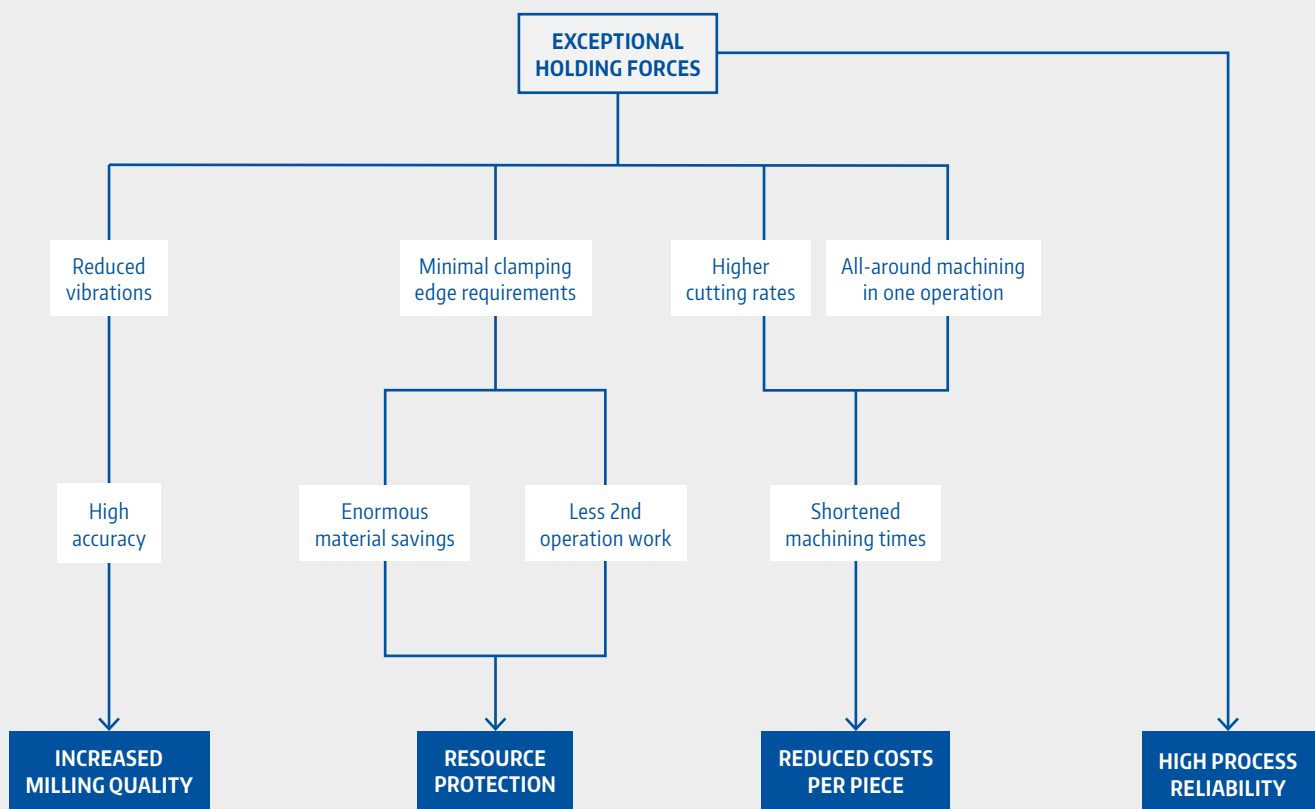 EXCEPTIONAL
HOLDING FORCES
Reduced
vibrations
Minimal clamping
edge requirements
Higher
cutting rates
All-around machining
in one operation
High
accuracy
Enormous
material savings
Less 2nd
operation work
Shortened
machining times
INCREASED
MILLING QUALITY
RESOURCE
PROTECTION
REDUCED COSTS
PER PIECE
HIGH PROCESS
RELIABILITY